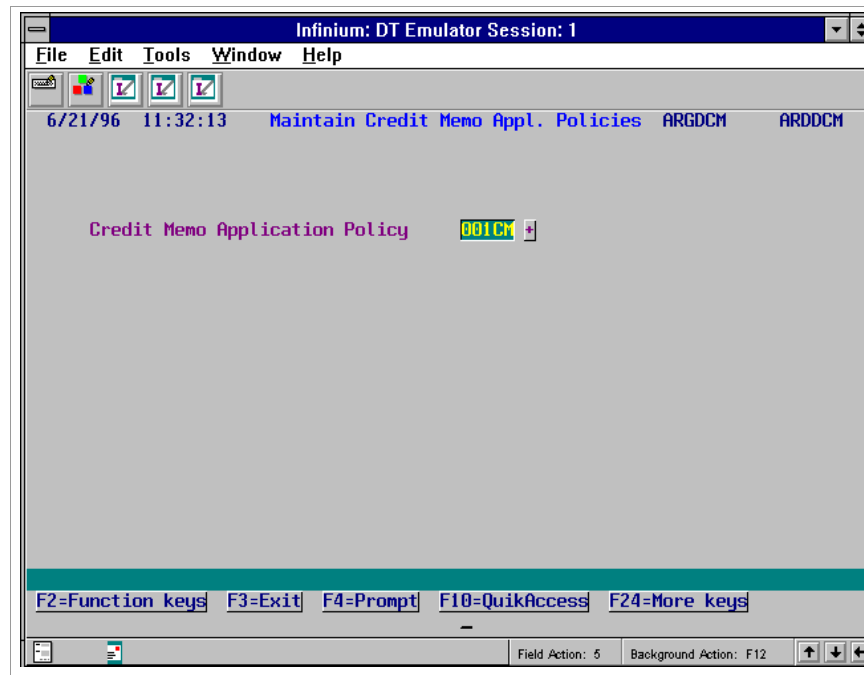 Infinium: DT Emulator Session: 1
File Edit Tools Window Help
6/21/96 11:32:13 Maintain Credit Memo Appl. Policies ARGDCM ARDDCM
Credit Memo Application Policy 001CM +
F2=Function keys F3=Exit F4=Prompt F10=QuikAccess F24=More keys
Field Action: 5 Background Action: F12